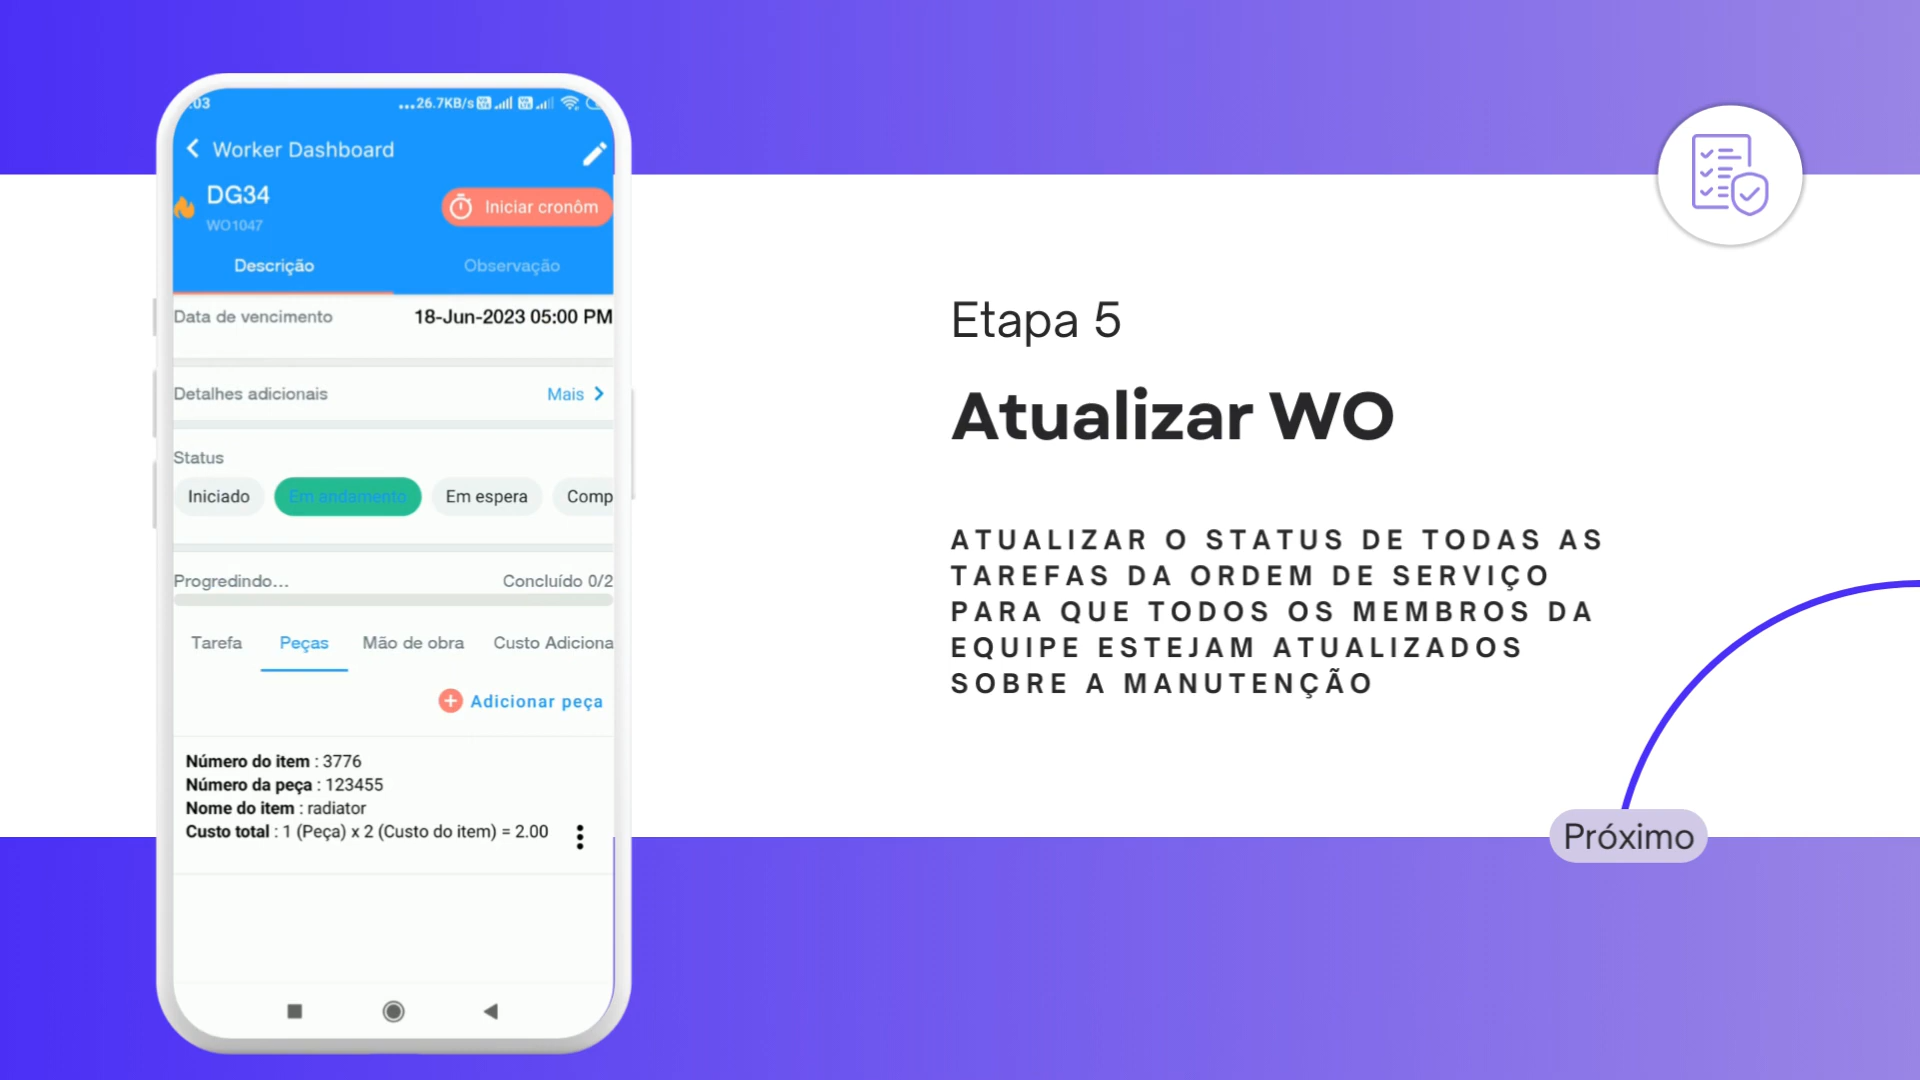 :03
...26.7KB/s
Worker Dashboard
DG34
WO1047
Iniciar cronôm
Descrição
Observação
Data de vencimento
18-Jun-2023 05:00 PM
Detalhes adicionais
Mais
Status
Iniciado
Em andamento
Em espera
Comp
Progredindo...
Concluído 0/2
Tarefa
Peças
Mão de obra
Custo Adiciona
Adicionar peça
Número do item : 3776
Número da peça : 123455
Nome do item : radiator
Custo total : 1 (Peça) x 2 (Custo do item) = 2.00
Etapa 5
Atualizar WO
ATUALIZAR O STATUS DE TODAS AS
TAREFAS DA ORDEM DE SERVIÇO
PARA QUE TODOS OS MEMBROS DA
EQUIPE ESTEJAM ATUALIZADOS
SOBRE A MANUTENÇÃO
Próximo